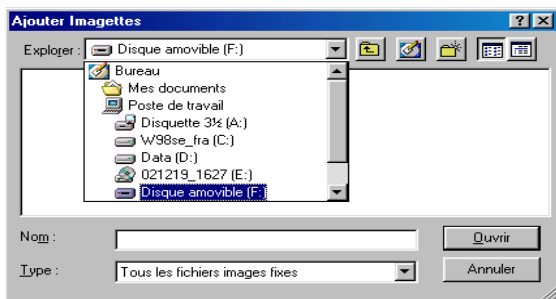 Ajouter Imagettes
Explorer : Disque amovible (F:)
Bureau
Mes documents
Poste de travail
Disquette 3½ (A:)
W98se_fra (C:)
Data (D:)
021219_1627 (E:)
Disque amovible (F:)
Nom :
Ouvrir
Type : Tous les fichiers images fixes
Annuler